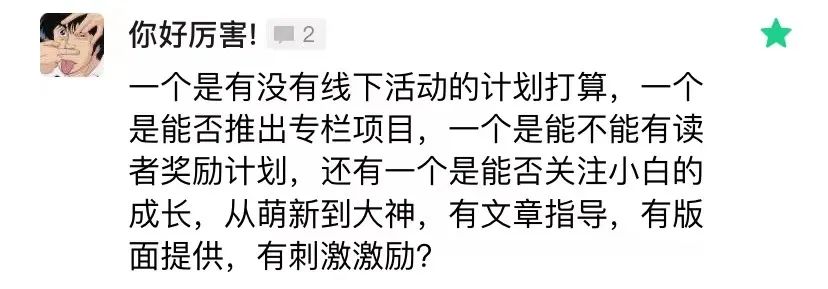 你好厉害! 2
一个是有没有线下活动的计划打算，一个
是能否推出专栏项目，一个是能不能有读
者奖励计划，还有一个是能否关注小白的
成长，从萌新到大神，有文章指导，有版
面提供，有刺激激励?